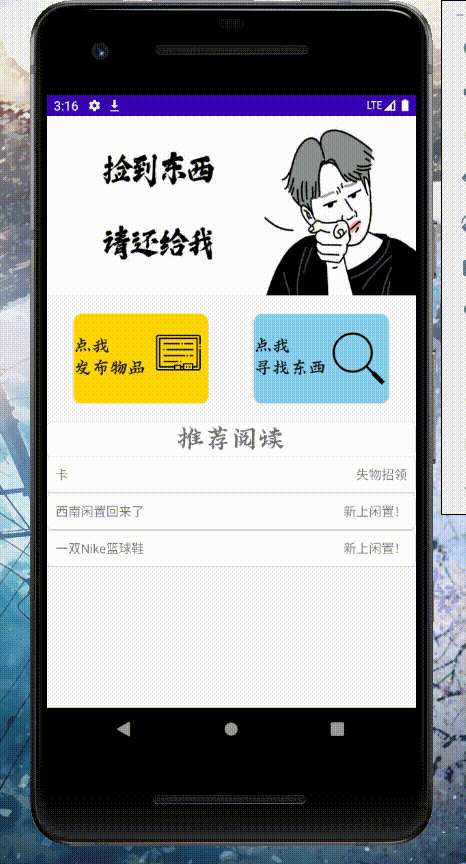 3:16 LTE
捡到东西
请还给我
点我
发布物品
点我
寻找东西
推荐阅读
卡 失物招领
西南闲置回来了 新上闲置！
一双Nike篮球鞋 新上闲置！